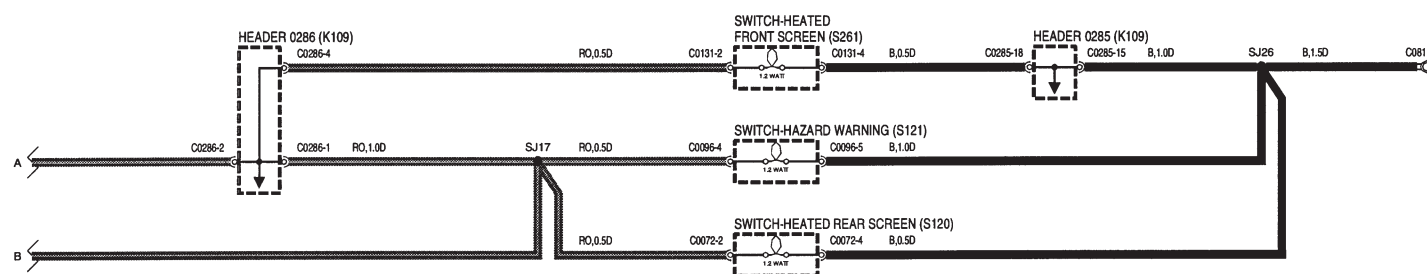 SWITCH-HEATED
FRONT SCREEN (S261)
HEADER 0286 (K109)
HEADER 0285 (K109)
C0286-4
RO,0.5D
C0131-2
1.2 WATT
C0131-4
B,0.5D
C0285-18
C0285-15
B,1.0D
SJ26
B,1.5D
C081
SWITCH-HAZARD WARNING (S121)
A
C0286-2
C0286-1
RO,1.0D
SJ17
RO,0.5D
C0096-4
1.2 WATT
C0096-5
B,1.0D
SWITCH-HEATED REAR SCREEN (S120)
B
RO,0.5D
C0072-2
1.2 WATT
C0072-4
B,0.5D